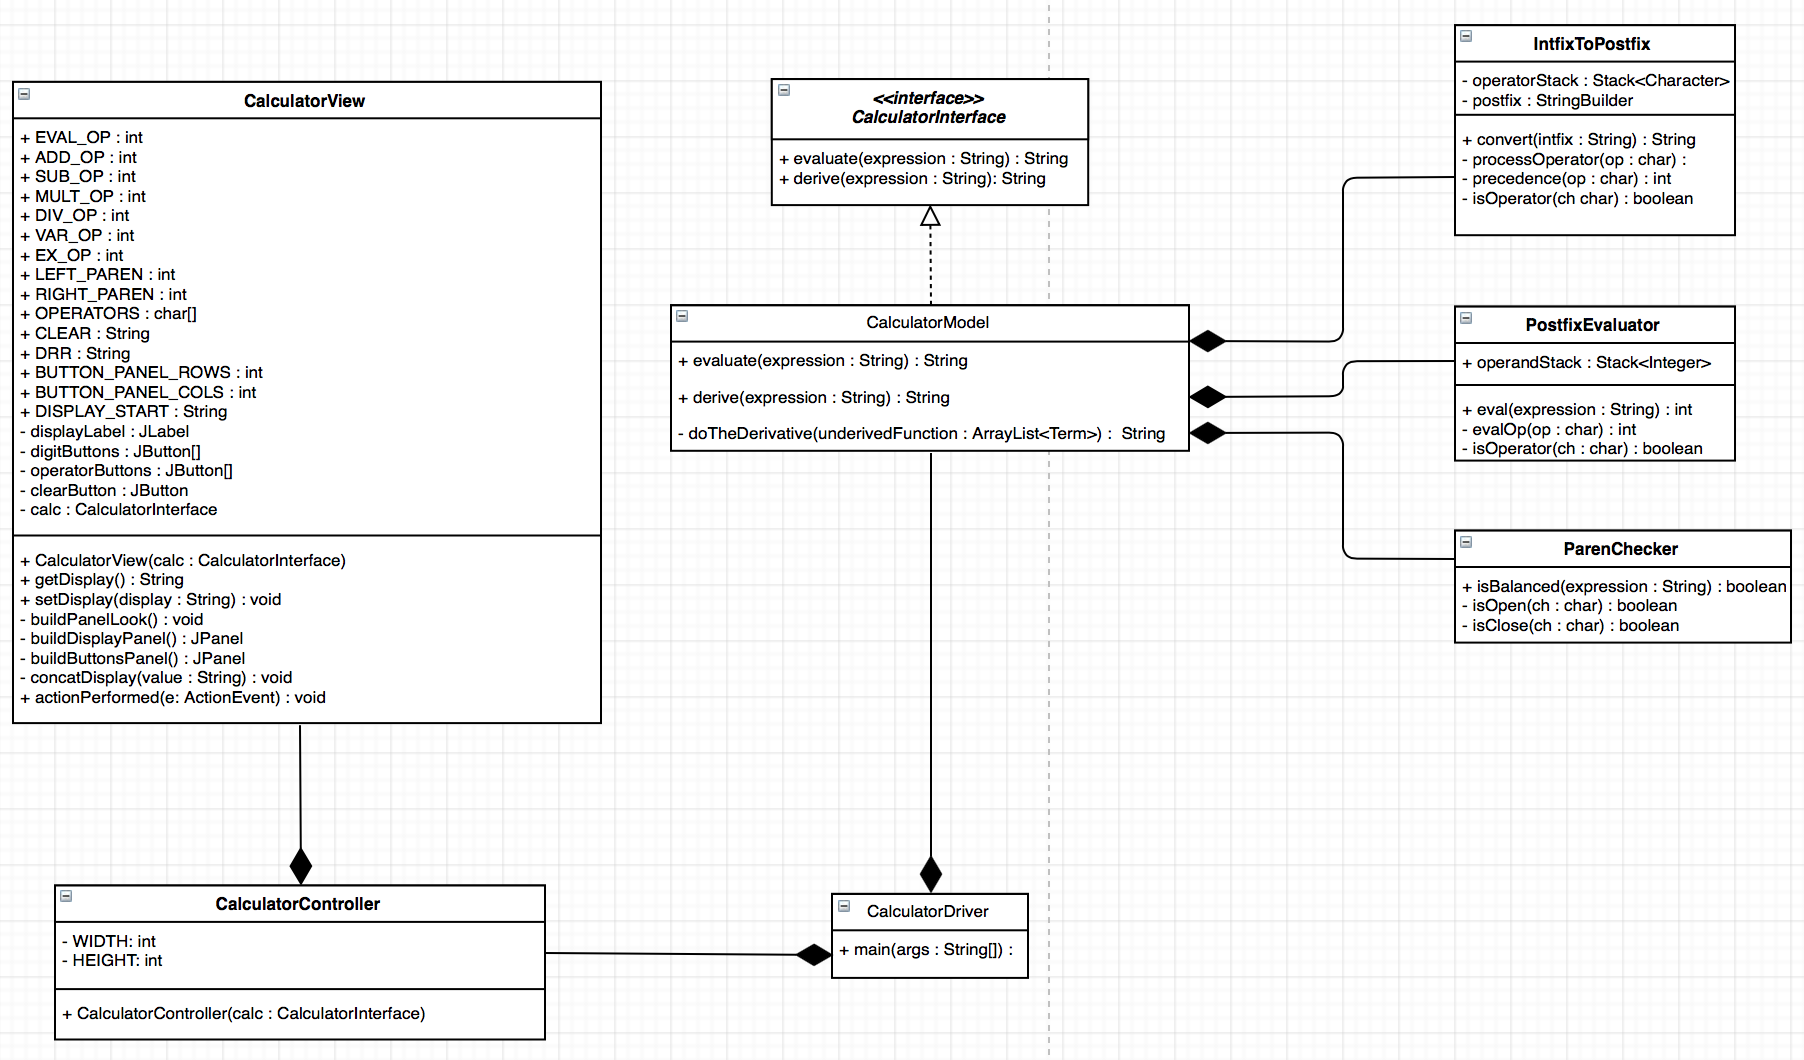 CalculatorView
+ EVAL_OP : int
+ ADD_OP : int
+ SUB_OP : int
+ MULT_OP : int
+ DIV_OP : int
+ VAR_OP : int
+ EX_OP : int
+ LEFT_PAREN : int
+ RIGHT_PAREN : int
+ OPERATORS : char[]
+ CLEAR : String
+ DRR : String
+ BUTTON_PANEL_ROWS : int
+ BUTTON_PANEL_COLS : int
+ DISPLAY_START : String
- displayLabel : JLabel
- digitButtons : JButton[]
- operatorButtons : JButton[]
- clearButton : JButton
- calc : CalculatorInterface
+ CalculatorView(calc : CalculatorInterface)
+ getDisplay() : String
+ setDisplay(display : String) : void
- buildPanelLook() : void
- buildDisplayPanel() : JPanel
- buildButtonsPanel() : JPanel
- concatDisplay(value : String) : void
+ actionPerformed(e: ActionEvent) : void
<<interface>>
CalculatorInterface
+ evaluate(expression : String) : String
+ derive(expression : String): String
CalculatorModel
+ evaluate(expression : String) : String
+ derive(expression : String) : String
- doTheDerivative(underivedFunction : ArrayList<Term>) : String
IntfixToPostfix
- operatorStack : Stack<Character>
- postfix : StringBuilder
+ convert(intfix : String) : String
- processOperator(op : char) :
- precedence(op : char) : int
- isOperator(ch char) : boolean
PostfixEvaluator
+ operandStack : Stack<Integer>
+ eval(expression : String) : int
- evalOp(op : char) : int
- isOperator(ch : char) : boolean
ParenChecker
+ isBalanced(expression : String) : boolean
- isOpen(ch : char) : boolean
- isClose(ch : char) : boolean
CalculatorController
- WIDTH: int
- HEIGHT: int
+ CalculatorController(calc : CalculatorInterface)
CalculatorDriver
+ main(args : String[]) :